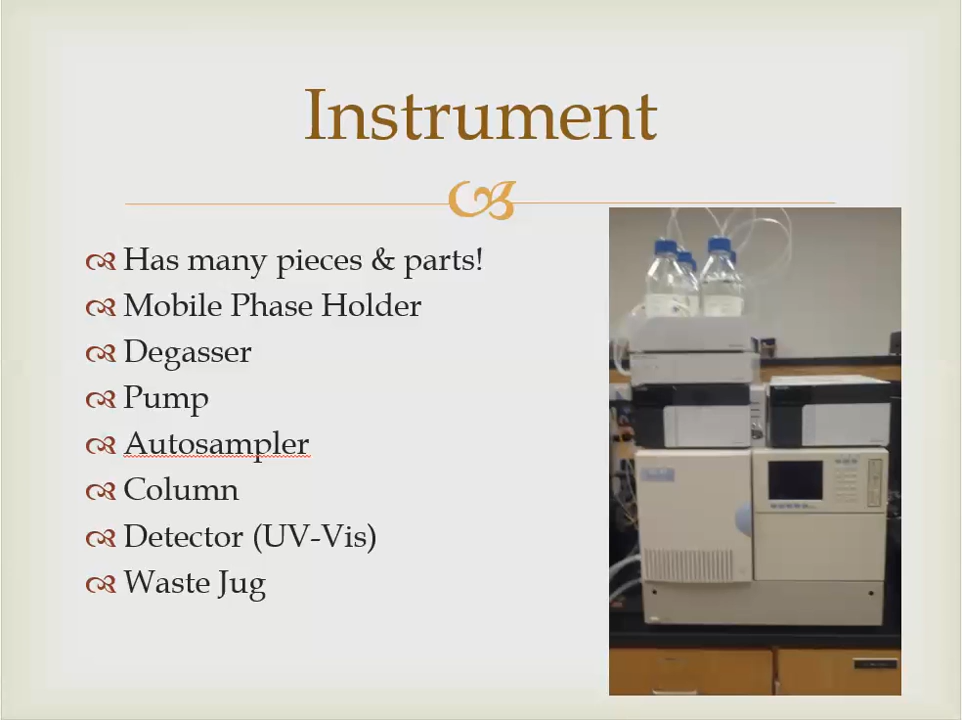 Instrument
Has many pieces & parts!
Mobile Phase Holder
Degasser
Pump
Autosampler
Column
Detector (UV-Vis)
Waste Jug